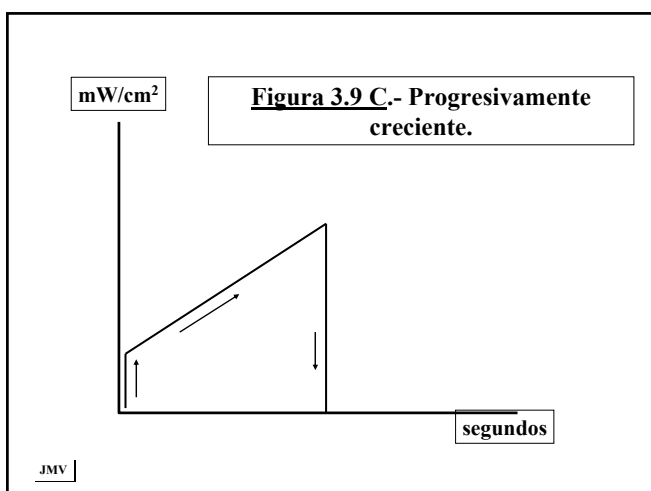 mW/cm²
Figura 3.9 C.- Progresivamente
creciente.
segundos
JMV